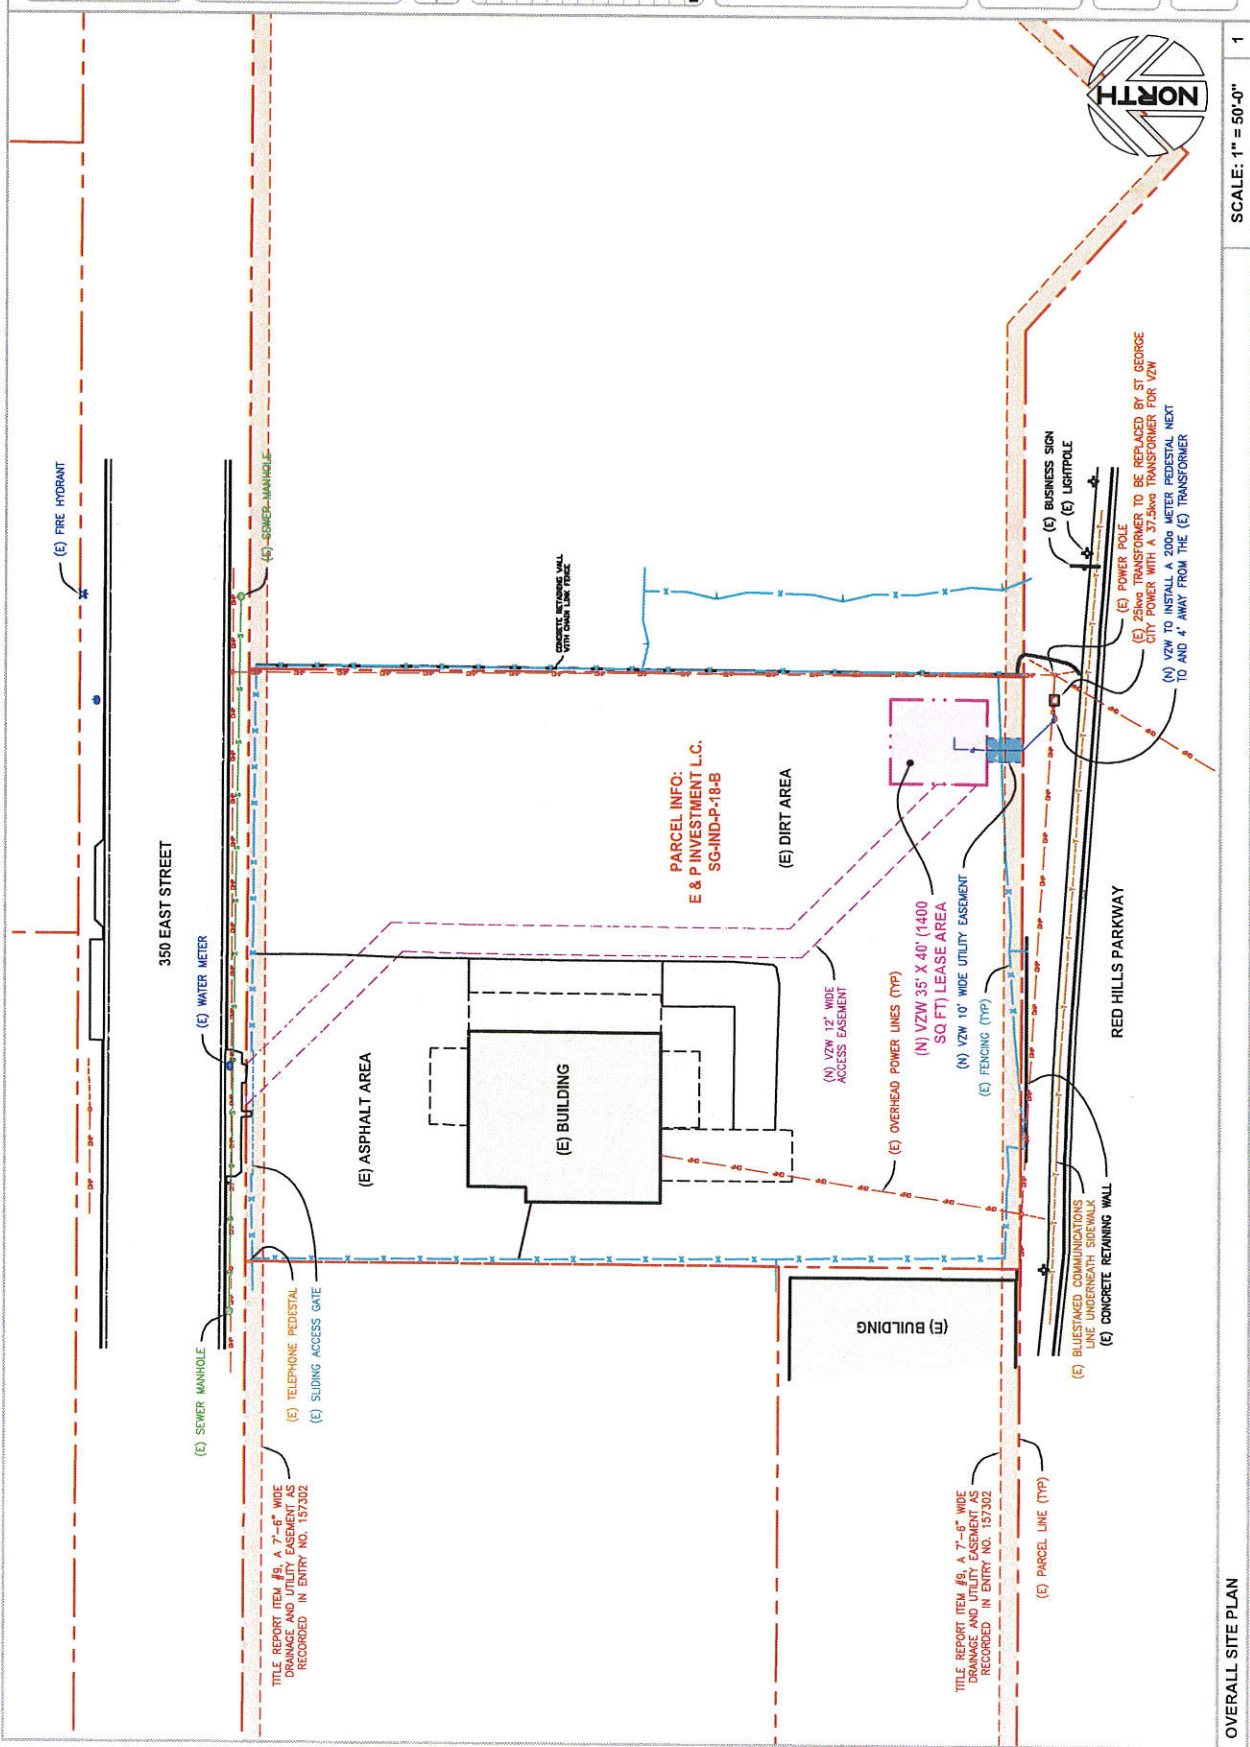 (E) FIRE HYDRANT
350 EAST STREET
(E) WATER METER
(E) SEWER MANHOLE
(E) SEWER MANHOLE
(E) TELEPHONE PEDESTAL
(E) SLIDING ACCESS GATE
TITLE REPORT ITEM #9, A 7'-6" WIDE
DRAINAGE AND UTILITY EASEMENT AS
RECORDED IN ENTRY NO. 157302
(E) ASPHALT AREA
CONCRETE RETAINING WALL
WITH CHAIN LINK FENCE
(E) BUILDING
PARCEL INFO:
E & P INVESTMENT L.C.
SG-IND-P-18-B
(E) DIRT AREA
(N) VZW 12' WIDE
ACCESS EASEMENT
(E) OVERHEAD POWER LINES (TYP)
(N) VZW 35' X 40' (1400
SQ FT) LEASE AREA
(N) VZW 10' WIDE UTILITY EASEMENT
(E) FENCING (TYP)
(E) BUILDING
TITLE REPORT ITEM #9, A 7'-6" WIDE
DRAINAGE AND UTILITY EASEMENT AS
RECORDED IN ENTRY NO. 157302
(E) PARCEL LINE (TYP)
(E) BUSINESS SIGN
(E) LIGHTPOLE
(E) POWER POLE
(E) 25kva TRANSFORMER TO BE REPLACED BY ST GEORGE
CITY POWER WITH A 37.5kva TRANSFORMER FOR VZW
(N) VZW TO INSTALL A 200a METER PEDESTAL NEXT
TO AND 4' AWAY FROM THE (E) TRANSFORMER
RED HILLS PARKWAY
(E) BLUESTAKED COMMUNICATIONS
LINE UNDERNEATH SIDEWALK
(E) CONCRETE RETAINING WALL
NORTH
OVERALL SITE PLAN
SCALE: 1" = 50'-0"
1